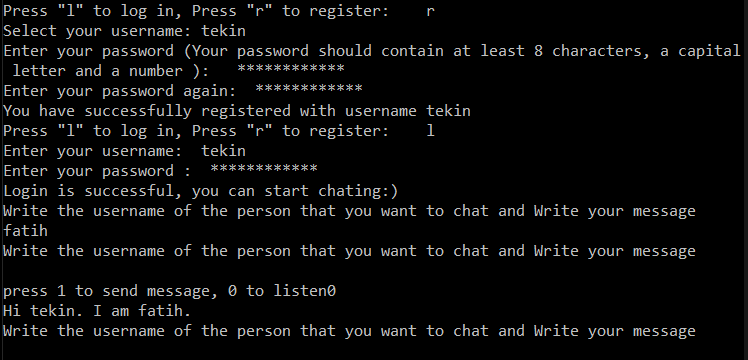 Press "l" to log in, Press "r" to register:    r
Select your username: tekin
Enter your password (Your password should contain at least 8 characters, a capital
 letter and a number ):   ************
Enter your password again:  ************
You have successfully registered with username tekin
Press "l" to log in, Press "r" to register:    l
Enter your username:  tekin
Enter your password :  ************
Login is successful, you can start chating:)
Write the username of the person that you want to chat and Write your message
fatih
Write the username of the person that you want to chat and Write your message
press 1 to send message, 0 to listen0
Hi tekin. I am fatih.
Write the username of the person that you want to chat and Write your message